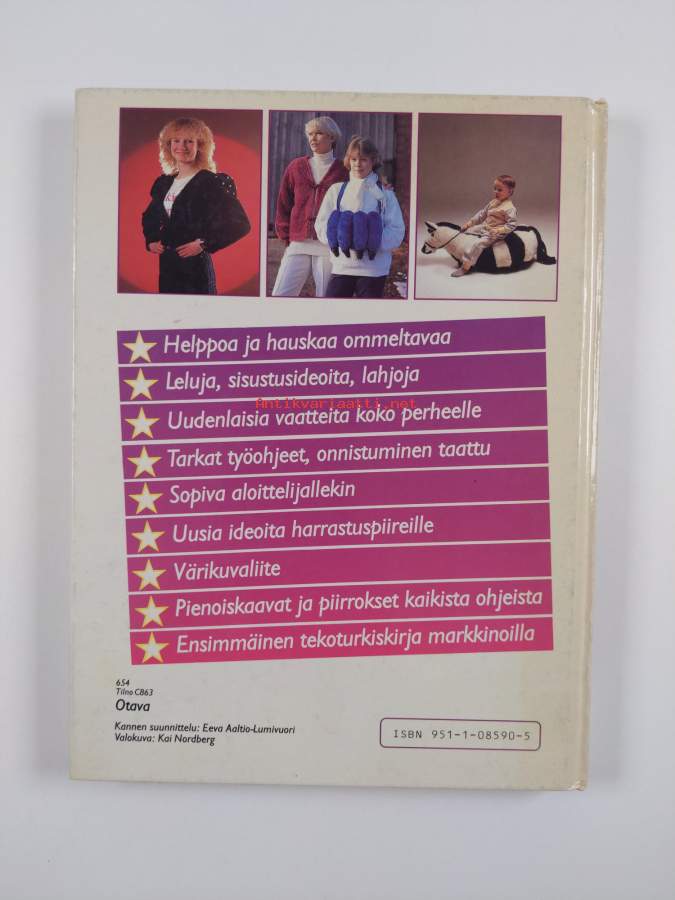 Helppoa ja hauskaa ommeltavaa
Leluja, sisustusideoita, lahjoja
Antikvariaatti.net
Uudenlaisia vaatteita koko perheelle
Tarkat työohjeet, onnistuminen taattu
Sopiva aloittelijallekin
Uusia ideoita harrastuspiireille
Värikuvaliite
Pienoiskaavat ja piirrokset kaikista ohjeista
Ensimmäinen tekoturkiskirja markkinoilla
654
Tilno C863
Otava
Kannen suunnittelu: Eeva Aaltio-Lumivuori
Valokuva: Kai Nordberg
ISBN 951-1-08590-5